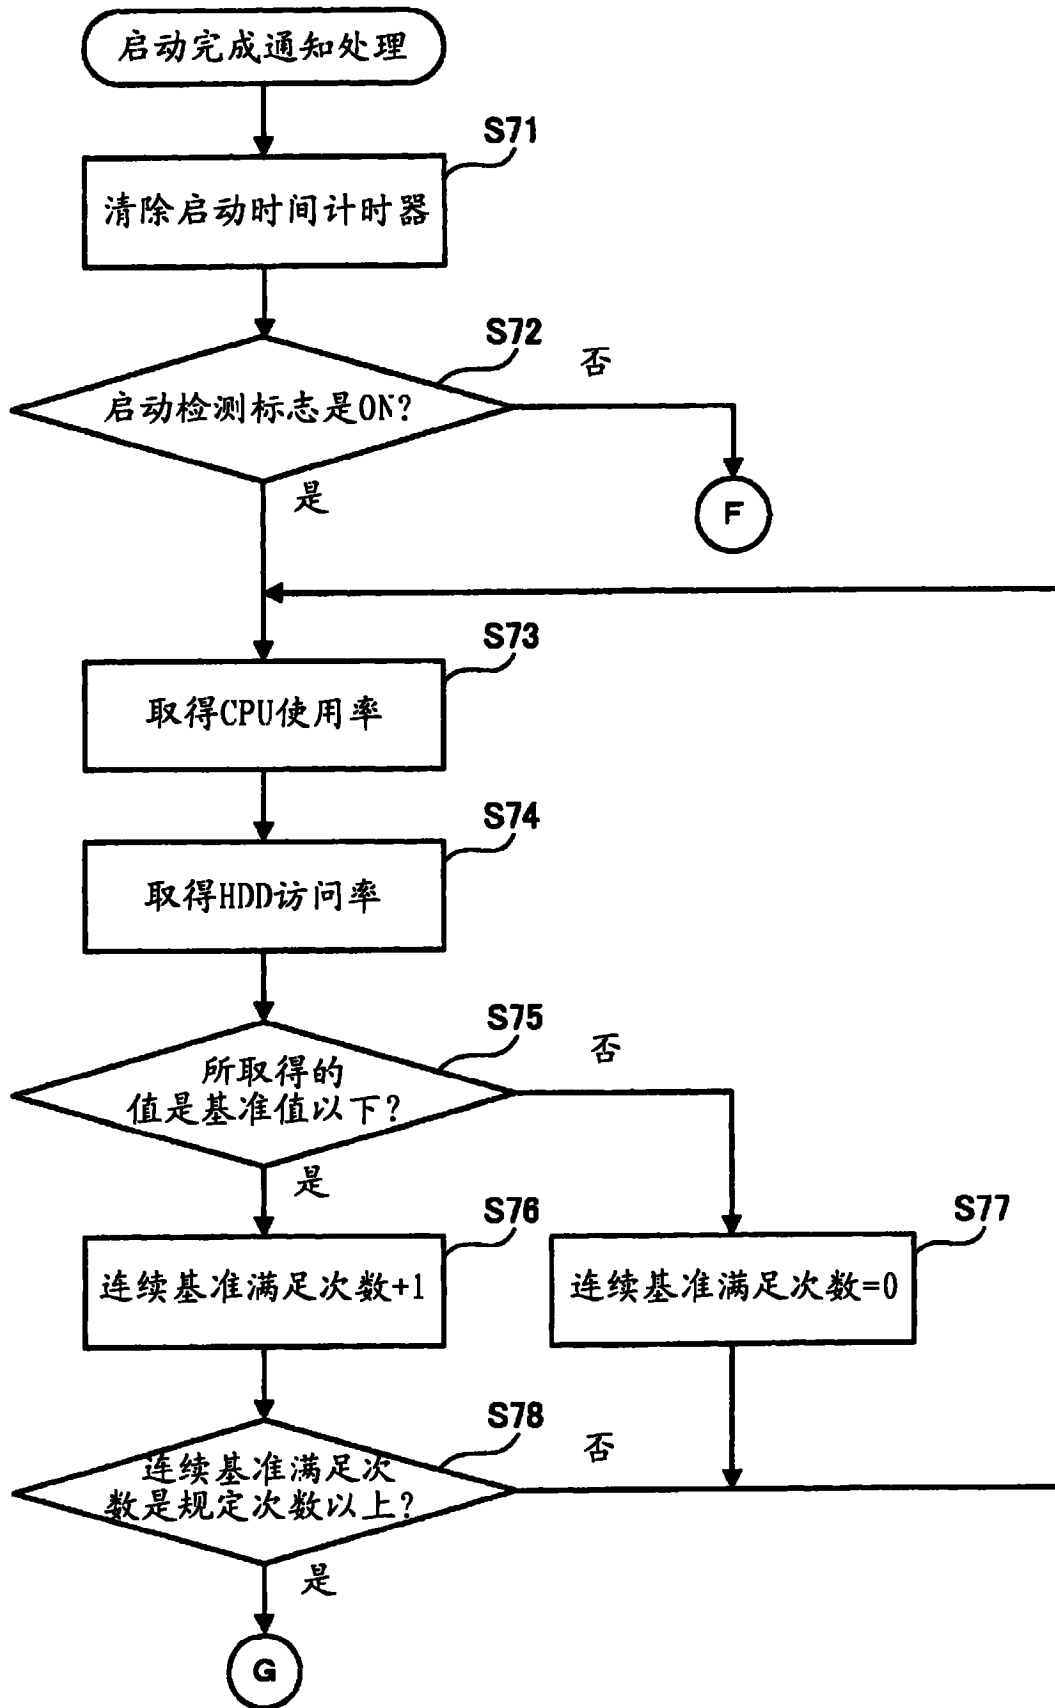 启动完成通知处理
S71
清除启动时间计时器
S72
否
启动检测标志是ON?
是
F
S73
取得CPU使用率
S74
取得HDD访问率
S75
否
所取得的
值是基准值以下?
是
S76
S77
连续基准满足次数+1
连续基准满足次数=0
S78
否
连续基准满足次
数是规定次数以上?
是
G